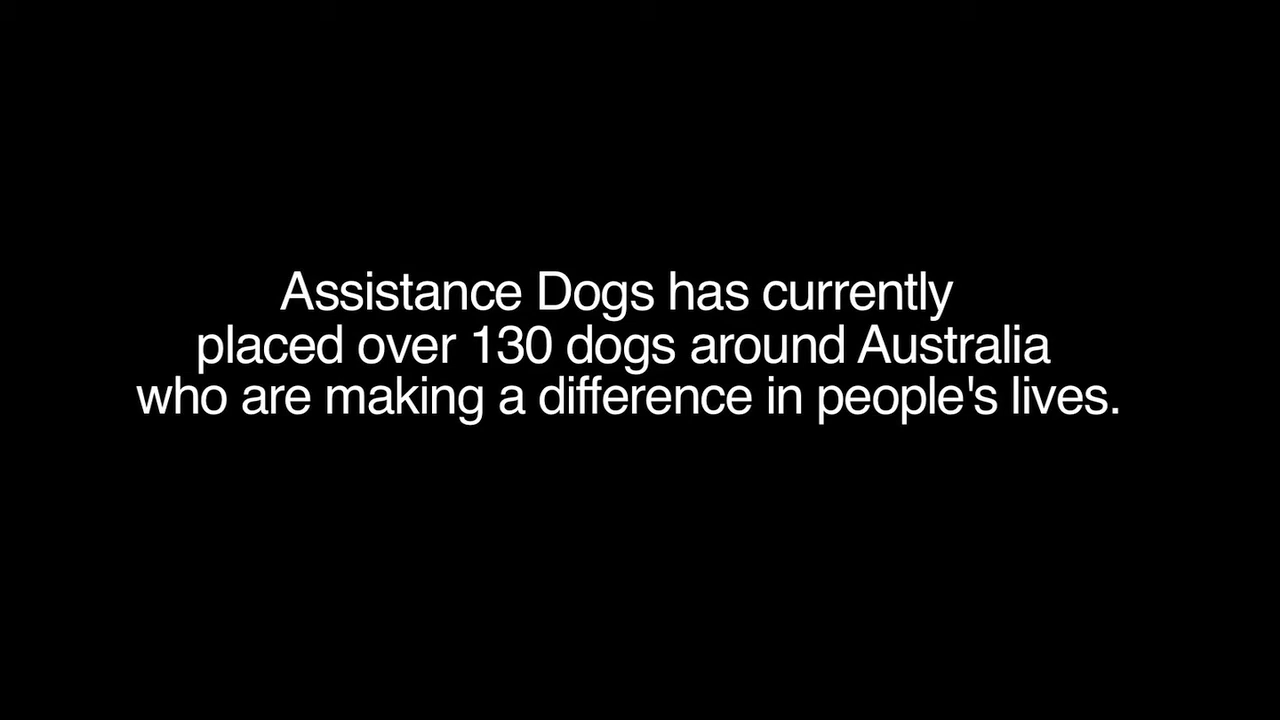 Assistance Dogs has currently
placed over 130 dogs around Australia
who are making a difference in people's lives.